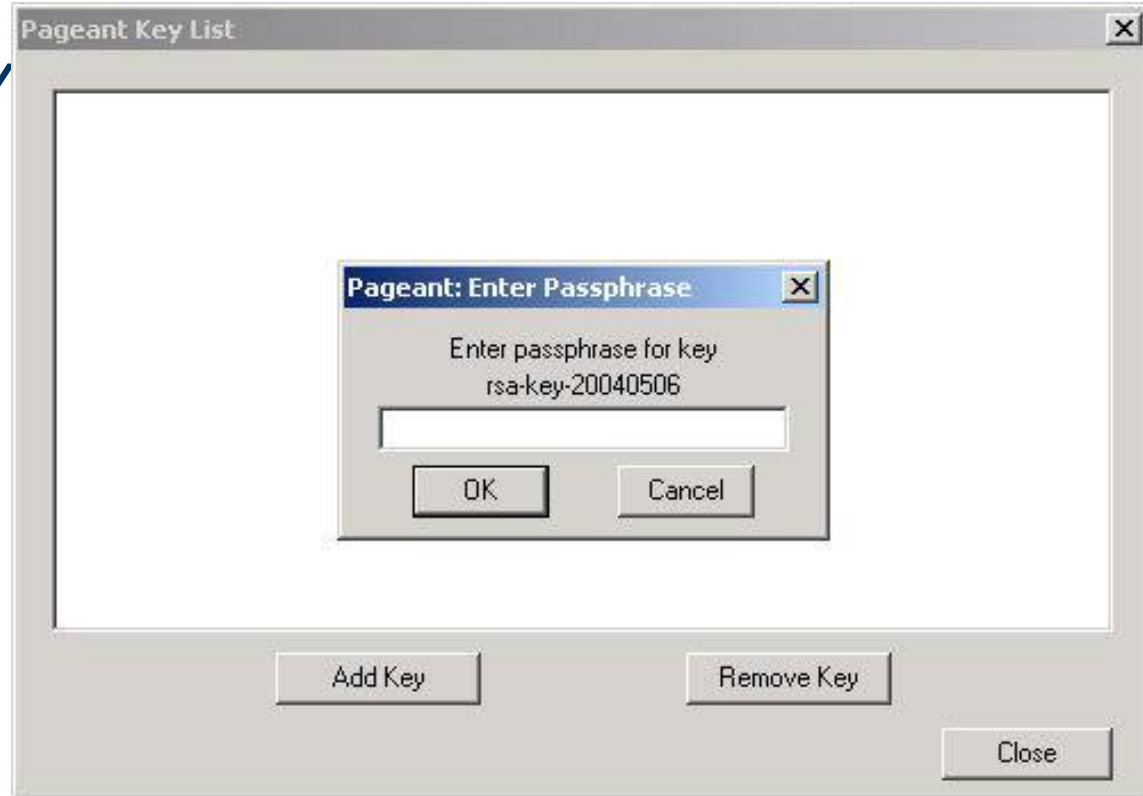 Pageant Key List
Pageant: Enter Passphrase
Enter passphrase for key
rsa-key-20040506
OK Cancel
Add Key Remove Key
Close